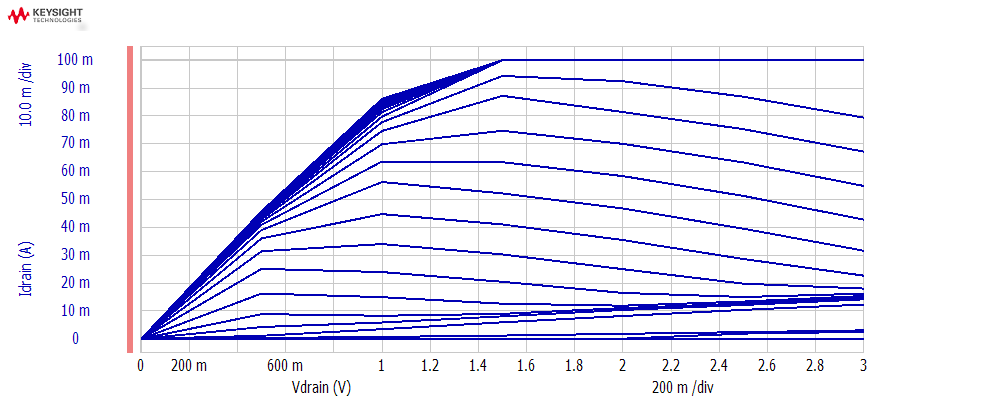 KEYSIGHT
TECHNOLOGIES
10.0 m /div
Idrain (A)
100 m
90 m
80 m
70 m
60 m
50 m
40 m
30 m
20 m
10 m
0
0 200 m 600 m 1 1.2 1.4 1.6 1.8 2 2.2 2.4 2.6 2.8 3
Vdrain (V) 200 m /div